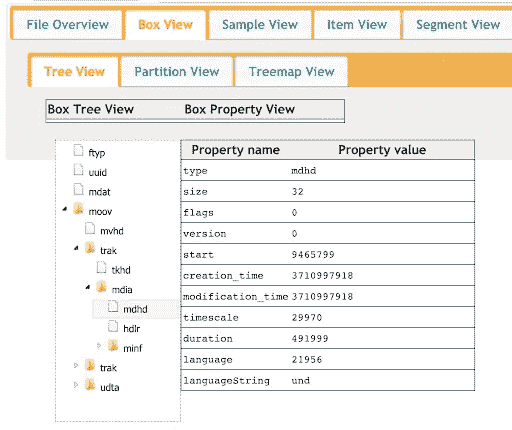 File Overview Box View Sample View Item View Segment View
Tree View Partition View Treemap View
Box Tree View Box Property View
ftyp
uuid
mdat
moov
mvhd
trak
tkhd
mdia
mdhd
hdlr
minf
trak
udta
Property name Property value
type mdhd
size 32
flags 0
version 0
start 9465799
creation_time 3710997918
modification_time 3710997918
timescale 29970
duration 491999
language 21956
languageString und